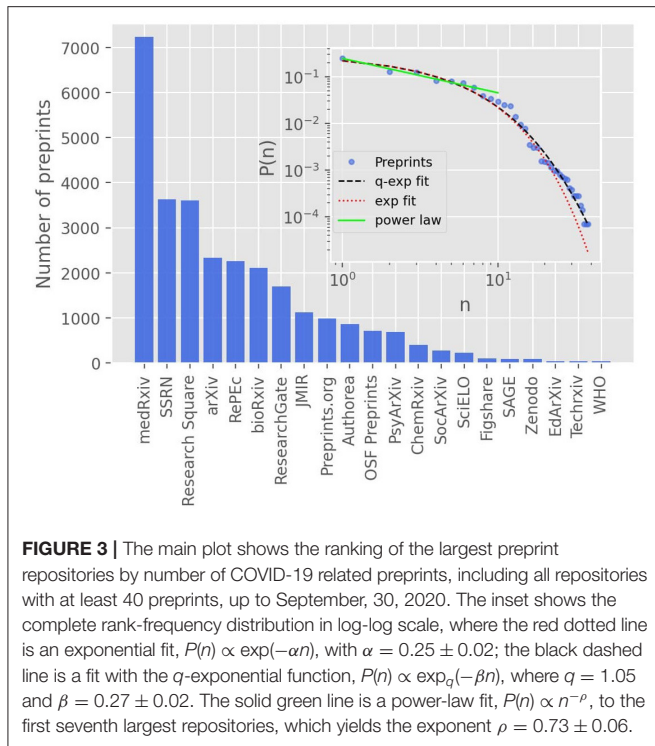 7000
6000
5000
4000
3000
2000
1000
0
Number of preprints
10⁻¹
10⁻²
10⁻³
10⁻⁴
P(n)
Preprints
q-exp fit
exp fit
power law
10⁰
10¹
n
medRxiv
SSRN
Research Square
arXiv
RePEc
bioRxiv
ResearchGate
JMIR
Preprints.org
Authorea
OSF Preprints
PsyArXiv
ChemRxiv
SocArXiv
SciELO
Figshare
SAGE
Zenodo
EdArXiv
Techrxiv
WHO
FIGURE 3 | The main plot shows the ranking of the largest preprint
repositories by number of COVID-19 related preprints, including all repositories
with at least 40 preprints, up to September, 30, 2020. The inset shows the
complete rank-frequency distribution in log-log scale, where the red dotted line
is an exponential fit, P(n) ∝ exp(−αn), with α = 0.25 ± 0.02; the black dashed
line is a fit with the q-exponential function, P(n) ∝ exp_q(−βn), where q = 1.05
and β = 0.27 ± 0.02. The solid green line is a power-law fit, P(n) ∝ n^−ρ, to the
first seventh largest repositories, which yields the exponent ρ = 0.73 ± 0.06.